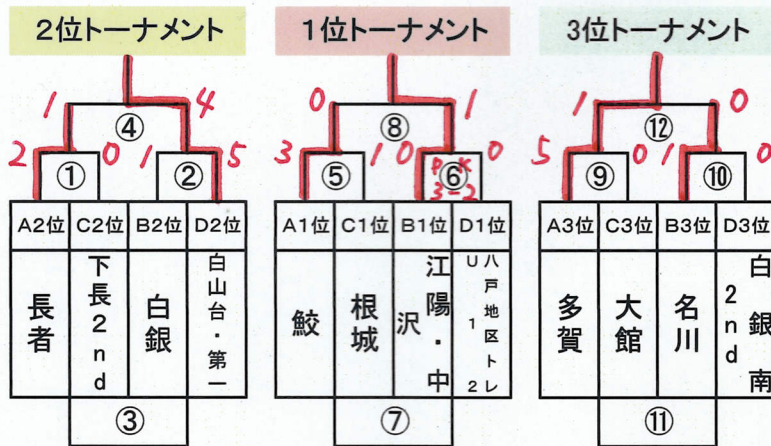 2位トーナメント
1位トーナメント
3位トーナメント
1 4
④
2 0 1 5
① ②
A2位 C2位 B2位 D2位
長者
下長2nd
白銀
白山台・第一
③
0 1
⑧
3 1 0 0
⑤ ⑥
PK
3-2
A1位 C1位 B1位 D1位
鮫
根城
江陽・中沢
八戸地区トレU12
⑦
1 0
⑫
5 0 1 0
⑨ ⑩
A3位 C3位 B3位 D3位
多賀
大館
名川
白銀南2nd
⑪